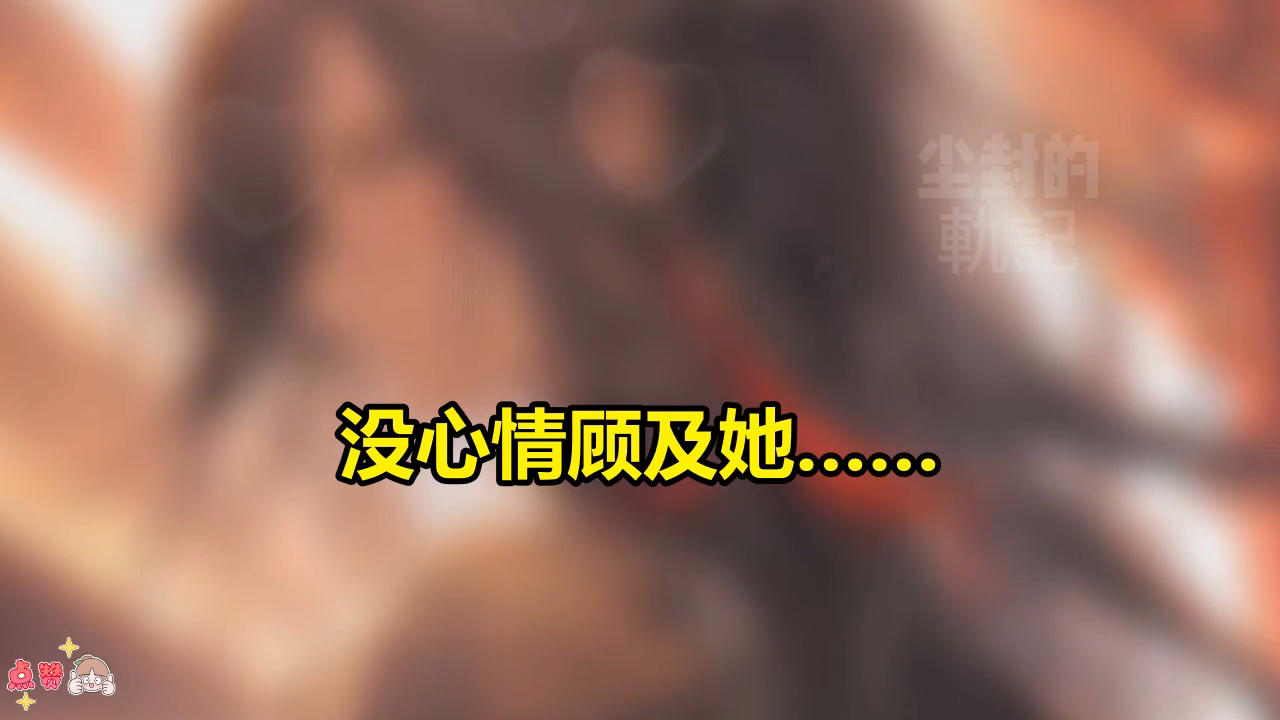 尘封的
軌記
没心情顾及她……
点赞